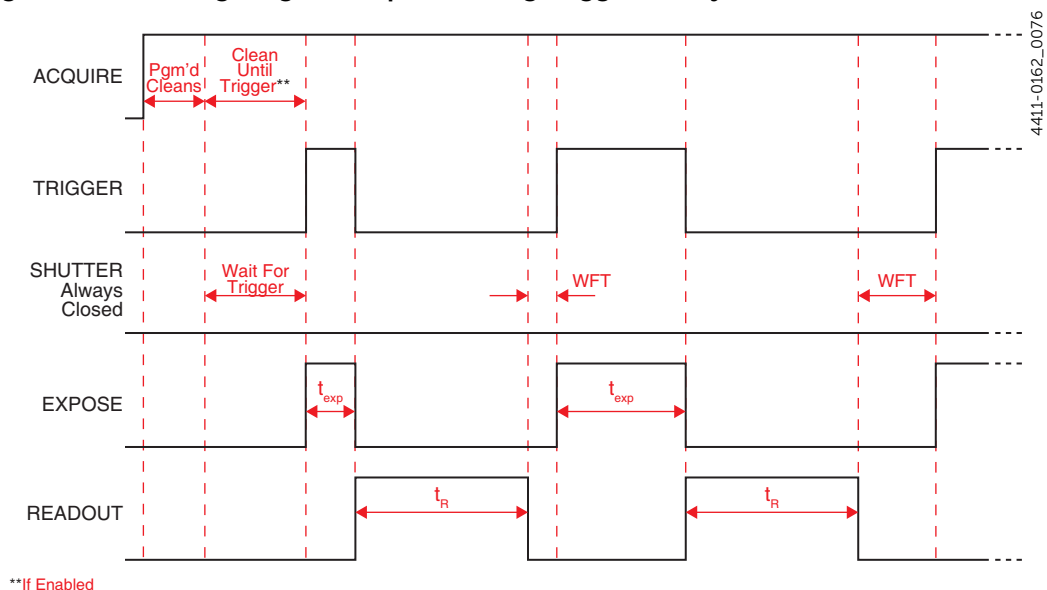 4411-0162_0076
ACQUIRE
Pgm'd
Cleans
Clean
Until
Trigger**
TRIGGER
SHUTTER
Always
Closed
Wait For
Trigger
WFT
WFT
EXPOSE
texp
texp
READOUT
tR
tR
**If Enabled